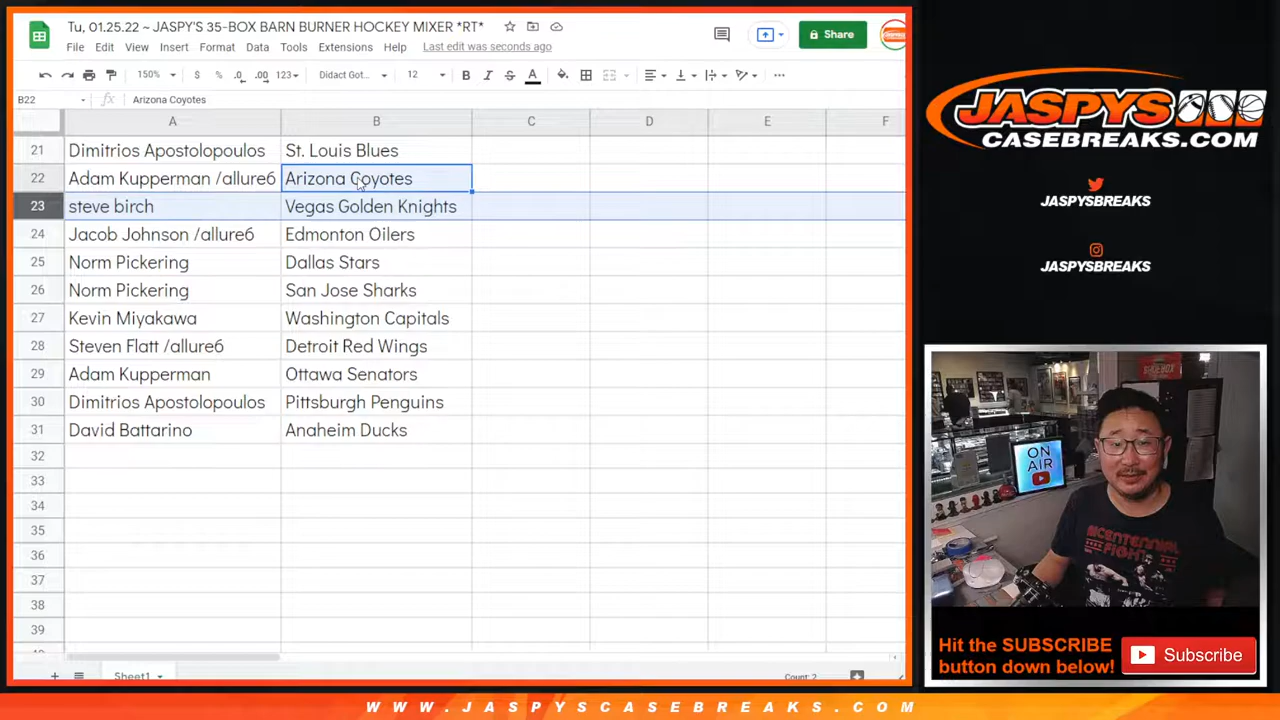 Tu, 01.25.22 ~ JASPY'S 35-BOX BARN BURNER HOCKEY MIXER *RT*
File Edit View Insert Format Data Tools Extensions Help Last edit was seconds ago
Share
150% $ % .0 .00 123 Didact Got... 12 B I S A
B22 fx Arizona Coyotes
A B C D E F
21 Dimitrios Apostolopoulos St. Louis Blues
22 Adam Kupperman /allure6 Arizona Coyotes
23 steve birch Vegas Golden Knights
24 Jacob Johnson /allure6 Edmonton Oilers
25 Norm Pickering Dallas Stars
26 Norm Pickering San Jose Sharks
27 Kevin Miyakawa Washington Capitals
28 Steven Flatt /allure6 Detroit Red Wings
29 Adam Kupperman Ottawa Senators
30 Dimitrios Apostolopoulos Pittsburgh Penguins
31 David Battarino Anaheim Ducks
32
33
34
35
36
37
38
39
Sheet1 Count: 2
JASPYS
CASEBREAKS.COM
JASPYSBREAKS
JASPYSBREAKS
ON
AIR
BICENTENNIAL
FIGHT
Hit the SUBSCRIBE
button down below!
Subscribe
WWW.JASPYSCASEBREAKS.COM